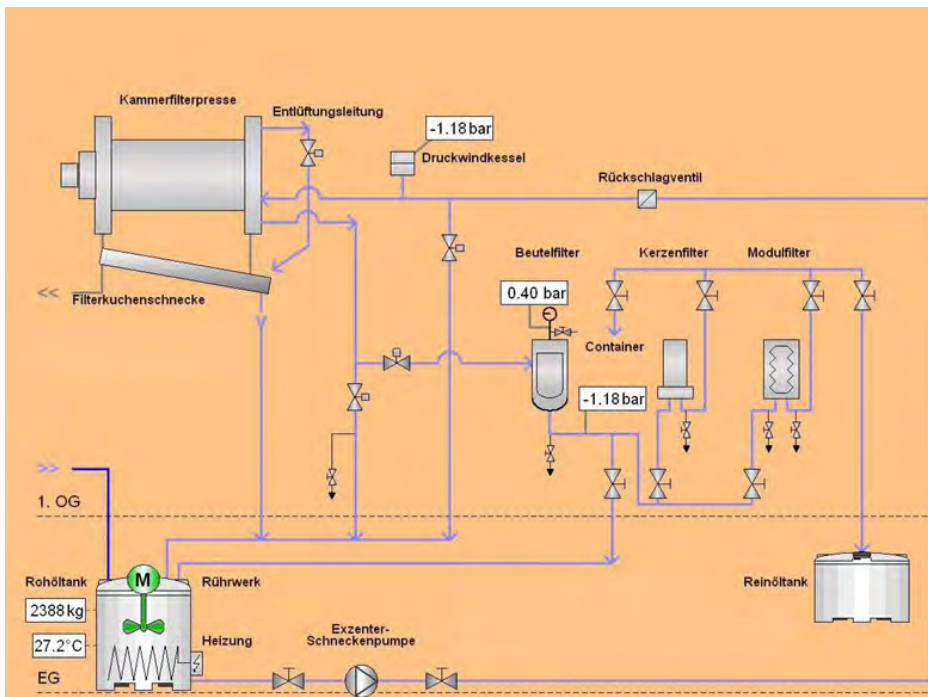 Kammerfilterpresse
Entlüftungsleitung
-1.18 bar
Druckwindkessel
Rückschlagventil
Beutelfilter
Kerzenfilter
Modulfilter
<<
Filterkuchenschnecke
0.40 bar
Container
-1.18 bar
>>
1. OG
M
Rohöltank
Rührwerk
Reinöltank
2388 kg
27.2°C
Heizung
Exzenter-
Schneckenpumpe
EG